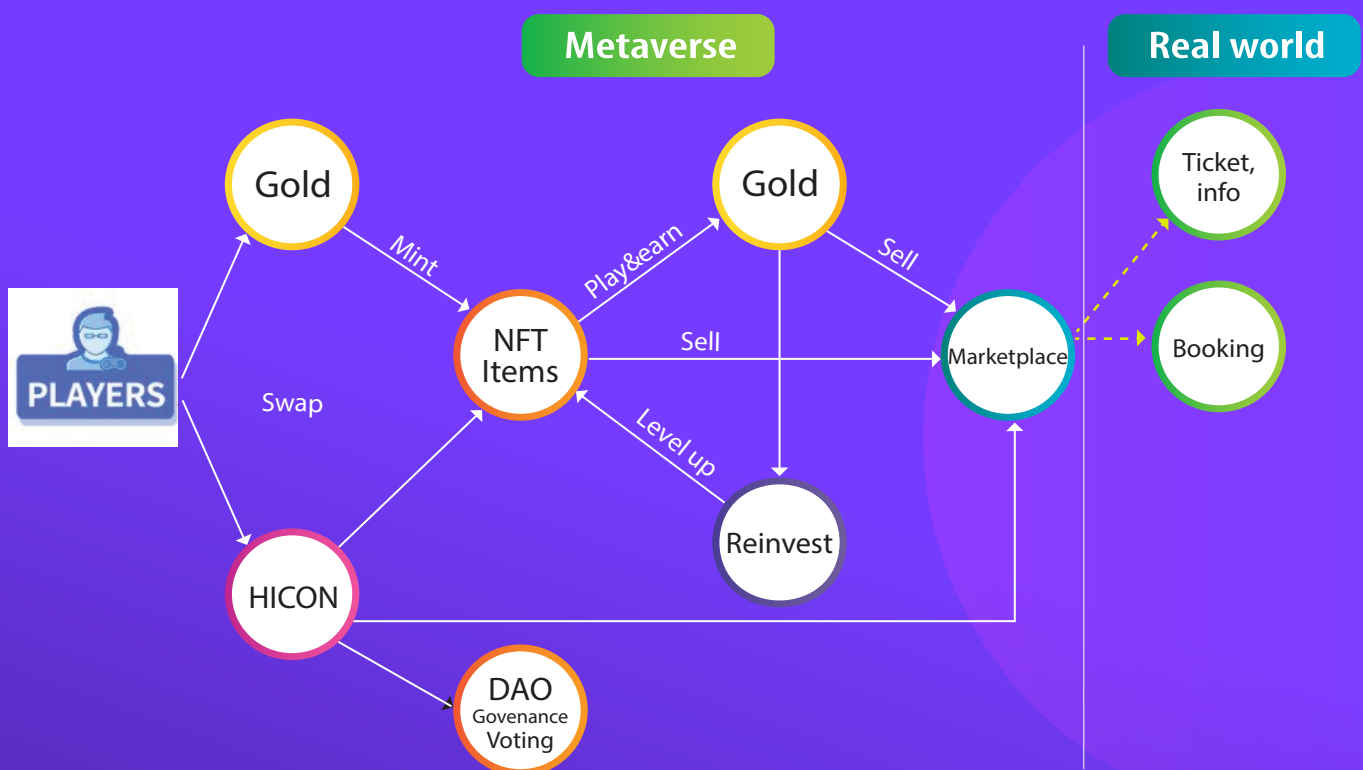 Metaverse
Real world
Gold
Gold
Ticket,
info
Mint
Play&earn
Sell
PLAYERS
Swap
NFT
Items
Sell
Marketplace
Booking
Level up
HICON
Reinvest
DAO
Govenance
Voting